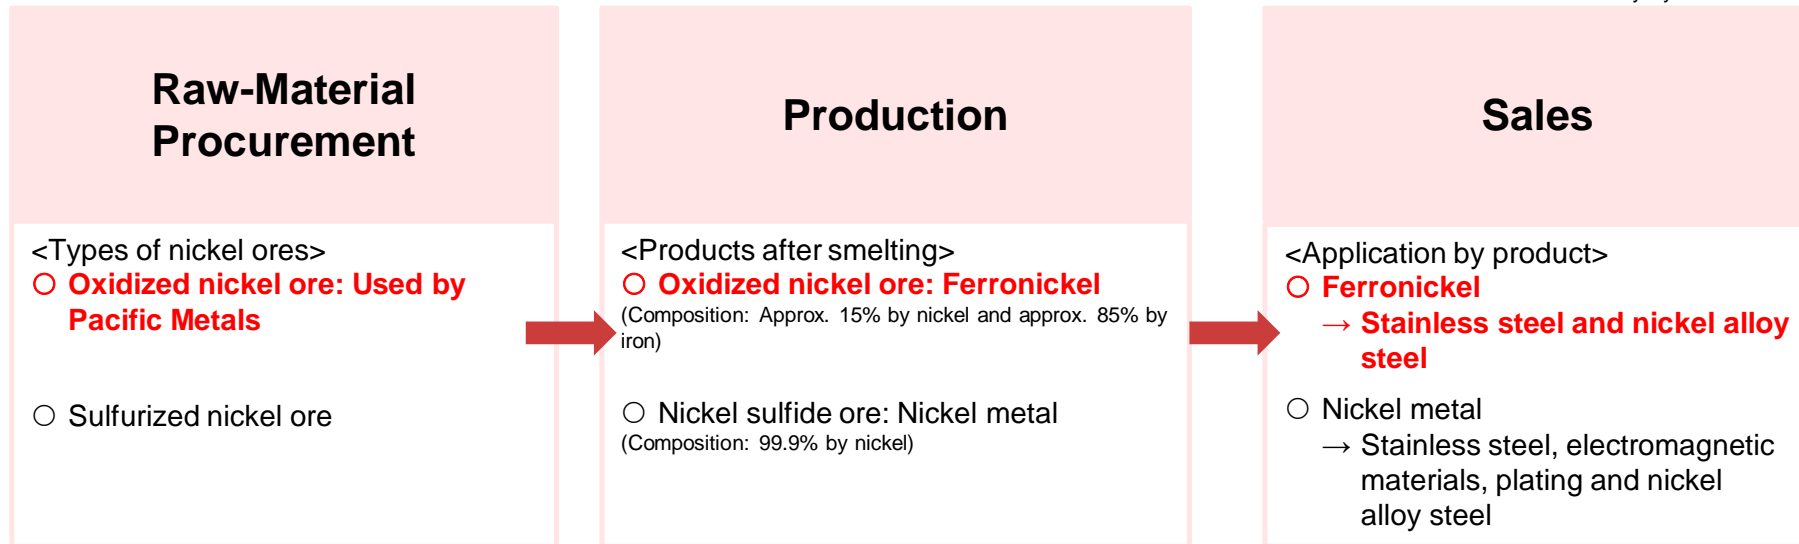 Raw-Material
Procurement
<Types of nickel ores>
○ Oxidized nickel ore: Used by
Pacific Metals
○ Sulfurized nickel ore
Production
<Products after smelting>
○ Oxidized nickel ore: Ferronickel
(Composition: Approx. 15% by nickel and approx. 85% by
iron)
○ Nickel sulfide ore: Nickel metal
(Composition: 99.9% by nickel)
Sales
<Application by product>
○ Ferronickel
→ Stainless steel and nickel alloy
steel
○ Nickel metal
→ Stainless steel, electromagnetic
materials, plating and nickel
alloy steel